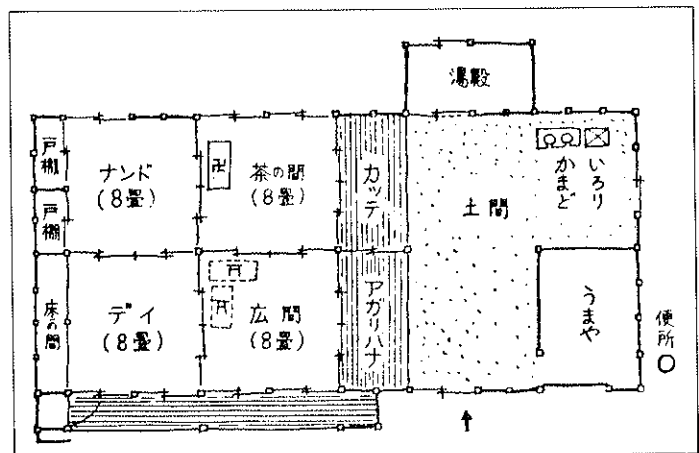 湯殿
戸棚
ナンド
(8畳)
卍
茶の間
(8畳)
カッテ
土間
かまど
いろり
戸棚
床の間
デイ
(8畳)
広間
(8畳)
アガリハナ
うまや
便所